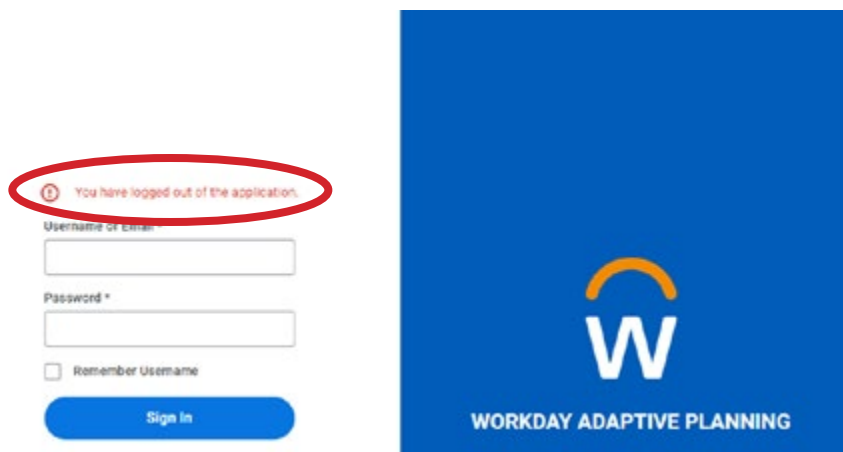 You have logged out of the application.
Username or Email *
Password *
Remember Username
Sign In
W
WORKDAY ADAPTIVE PLANNING